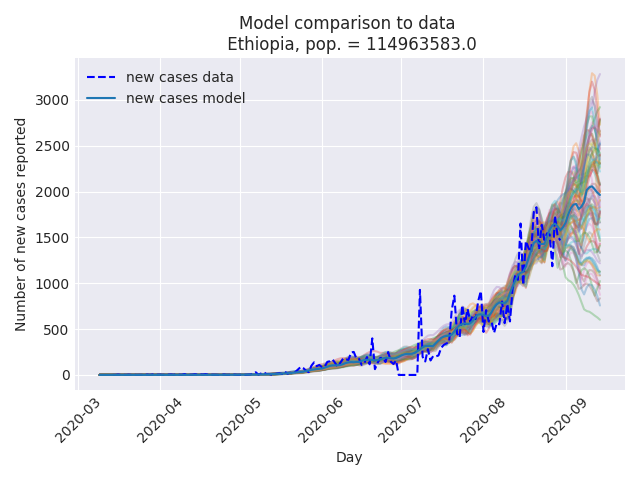 Model comparison to data
Ethiopia, pop. = 114963583.0
new cases data
new cases model
Number of new cases reported
3000
2500
2000
1500
1000
500
0
2020-03
2020-04
2020-05
2020-06
2020-07
2020-08
2020-09
Day